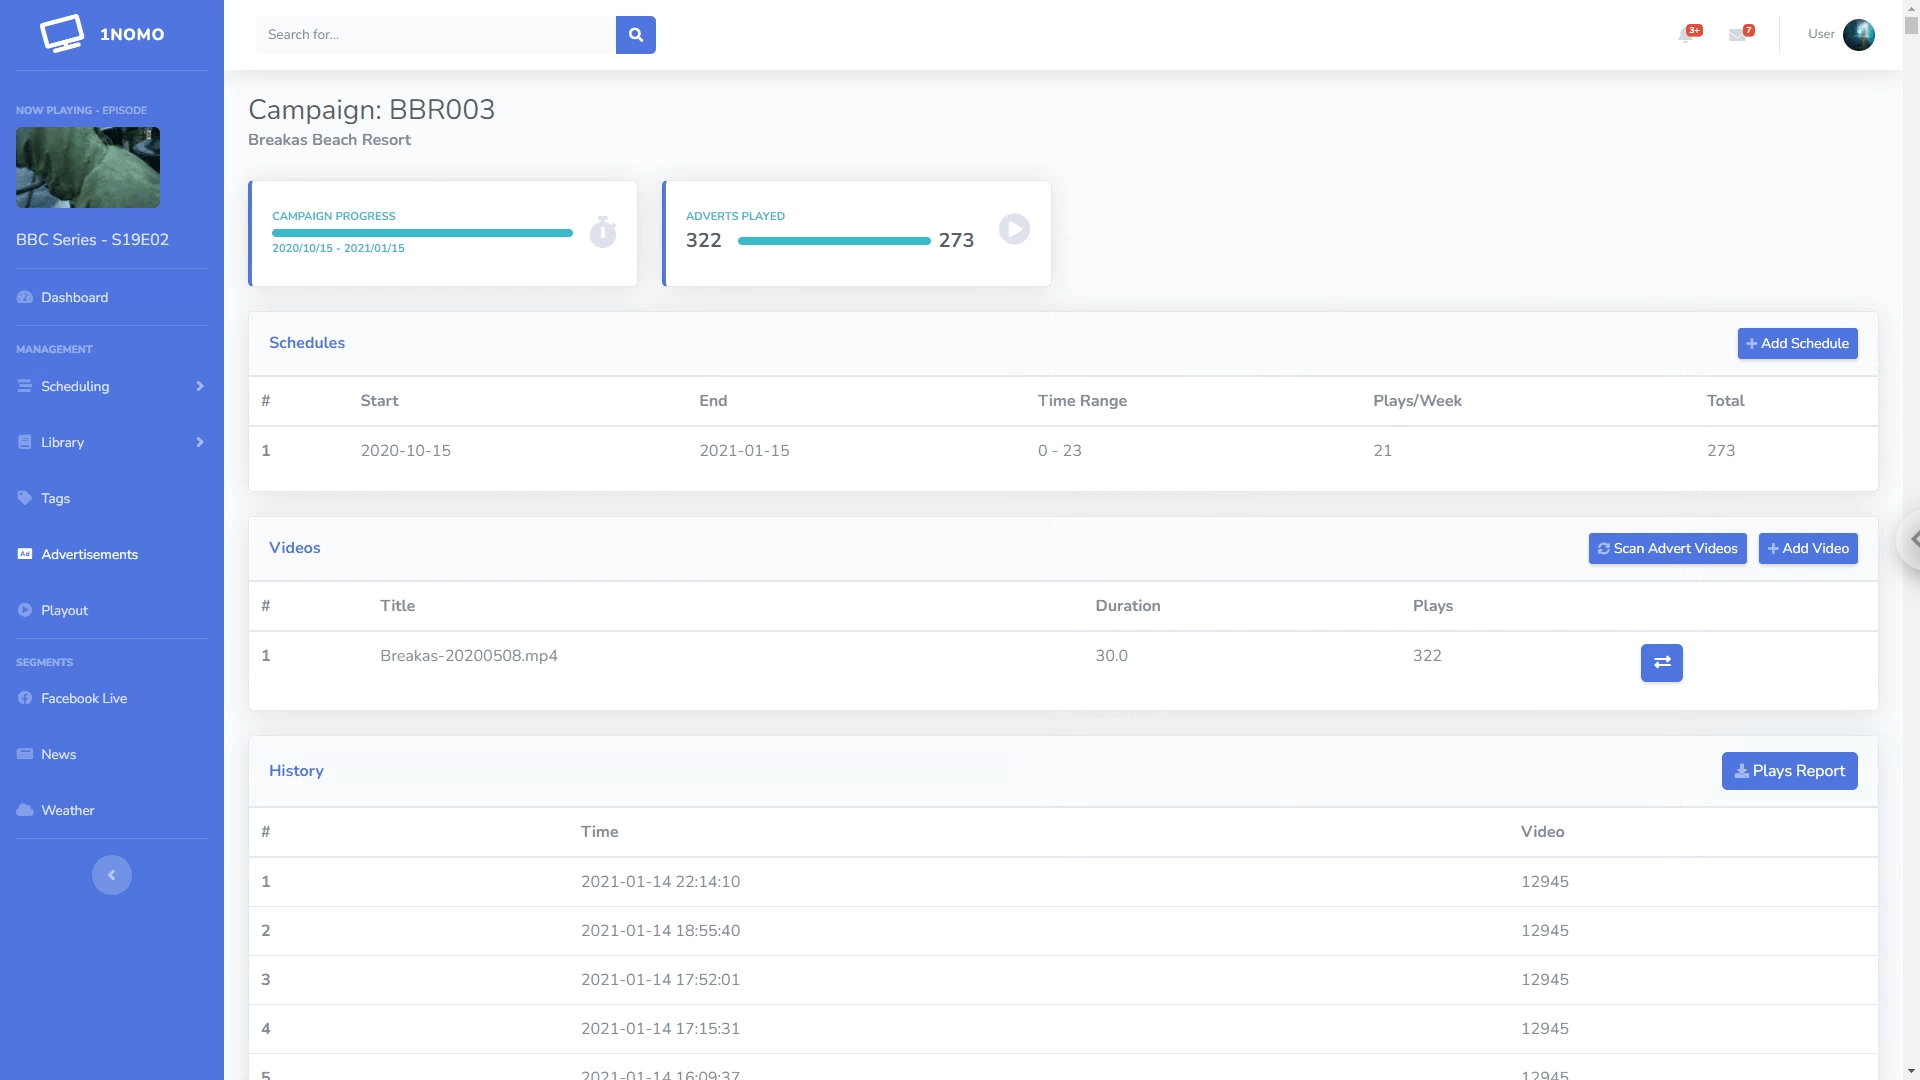 1NOMO
Search for...
3+
7
User
NOW PLAYING - EPISODE
BBC Series - S19E02
Dashboard
MANAGEMENT
Scheduling
Library
Tags
Ad Advertisements
Playout
SEGMENTS
Facebook Live
News
Weather
Campaign: BBR003
Breakas Beach Resort
CAMPAIGN PROGRESS
2020/10/15 - 2021/01/15
ADVERTS PLAYED
322 273
Schedules
+ Add Schedule
# Start End Time Range Plays/Week Total
1 2020-10-15 2021-01-15 0 - 23 21 273
Videos
Scan Advert Videos
+ Add Video
# Title Duration Plays
1 Breakas-20200508.mp4 30.0 322
History
Plays Report
# Time Video
1 2021-01-14 22:14:10 12945
2 2021-01-14 18:55:40 12945
3 2021-01-14 17:52:01 12945
4 2021-01-14 17:15:31 12945
5 2021-01-14 16:09:37 12945